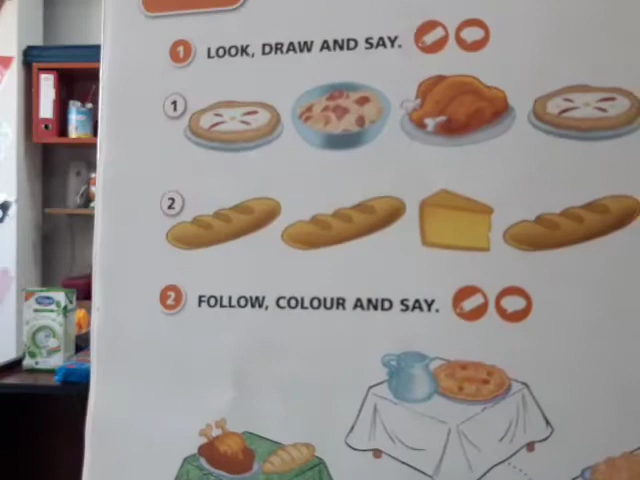 1 LOOK, DRAW AND SAY.
1
2
2 FOLLOW, COLOUR AND SAY.